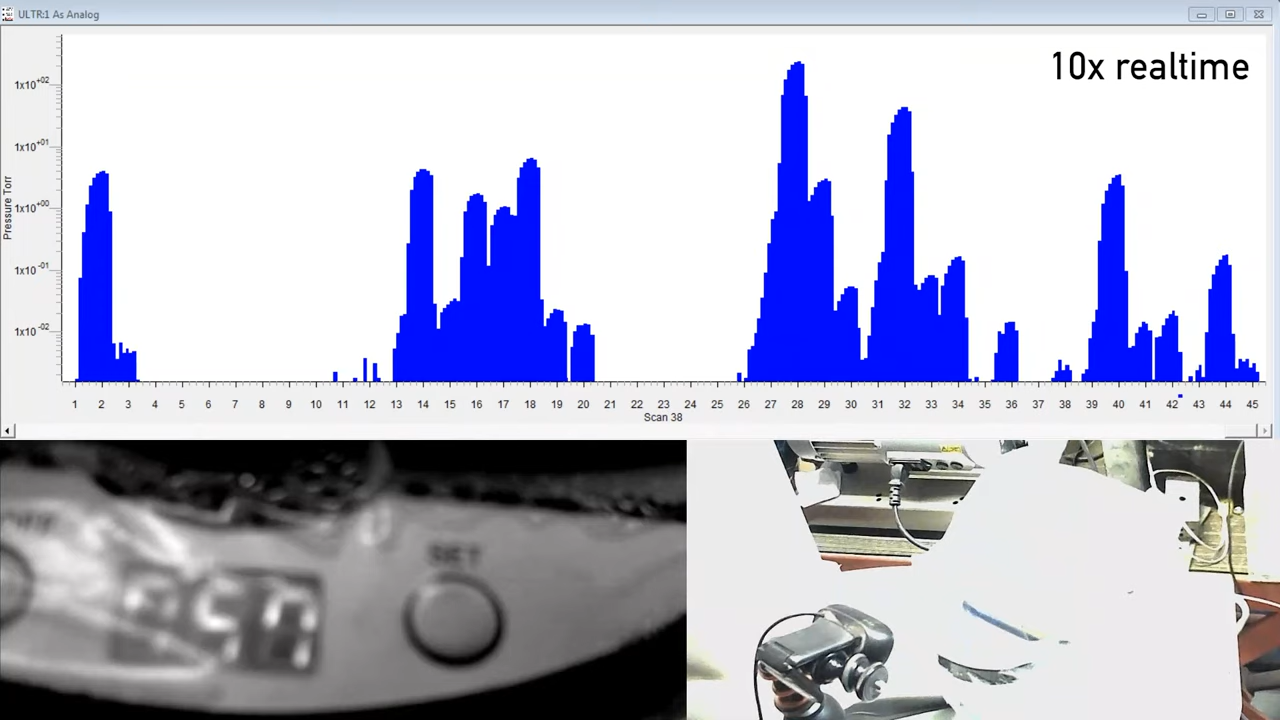 ULTR:1 As Analog
10x realtime
1x10+02
1x10+01
1x10+00
1x10-01
1x10-02
Pressure Torr
1 2 3 4 5 6 7 8 9 10 11 12 13 14 15 16 17 18 19 20 21 22 23 24 25 26 27 28 29 30 31 32 33 34 35 36 37 38 39 40 41 42 43 44 45
Scan 38
SET